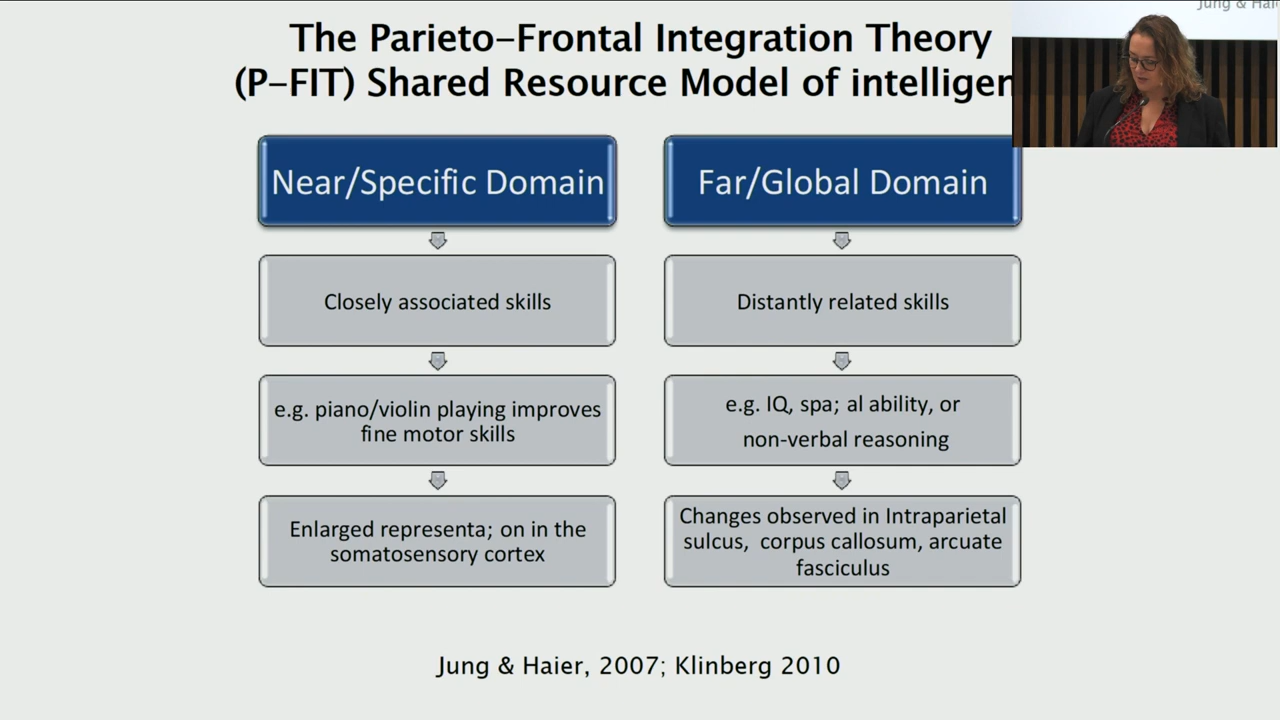 The Parieto-Frontal Integration Theory
(P-FIT) Shared Resource Model of intelligen
Jung & Hai
Near/Specific Domain
Closely associated skills
e.g. piano/violin playing improves
fine motor skills
Enlarged representa; on in the
somatosensory cortex
Far/Global Domain
Distantly related skills
e.g. IQ, spa; al ability, or
non-verbal reasoning
Changes observed in Intraparietal
sulcus, corpus callosum, arcuate
fasciculus
Jung & Haier, 2007; Klinberg 2010